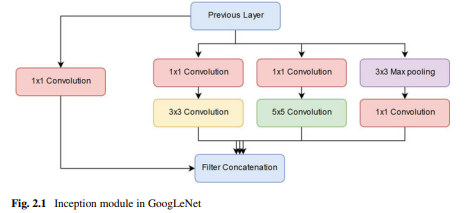 Previous Layer
1x1 Convolution
1x1 Convolution
1x1 Convolution
3x3 Max pooling
3x3 Convolution
5x5 Convolution
1x1 Convolution
Filter Concatenation
Fig. 2.1 Inception module in GoogLeNet